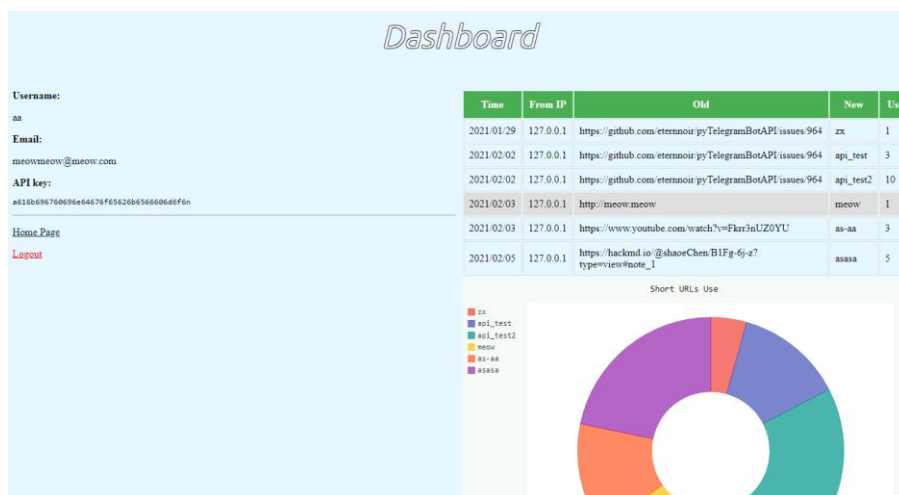 Dashboard
Username:
aa
Email:
meowmeow@meow.com
API key:
Home Page
Logout
Time From IP Old New Us
2021/01/29 127.0.0.1 https://github.com/eternnoir/pyTelegramBotAPI/issues/964 zx 1
2021/02/02 127.0.0.1 https://github.com/eternnoir/pyTelegramBotAPI/issues/964 api_test 3
2021/02/02 127.0.0.1 https://github.com/eternnoir/pyTelegramBotAPI/issues/964 api_test2 10
2021/02/03 127.0.0.1 http://meow.meow meow 1
2021/02/03 127.0.0.1 https://www.youtube.com/watch?v=Fkrr3nUZ0YU as-aa 3
2021/02/05 127.0.0.1 https://hackmd.io/@shaoeChen/B1Fg-6j-z?
type=view#note_1 asasa 5
Short URLs Use
zx
api_test
api_test2
meow
as-aa
asasa